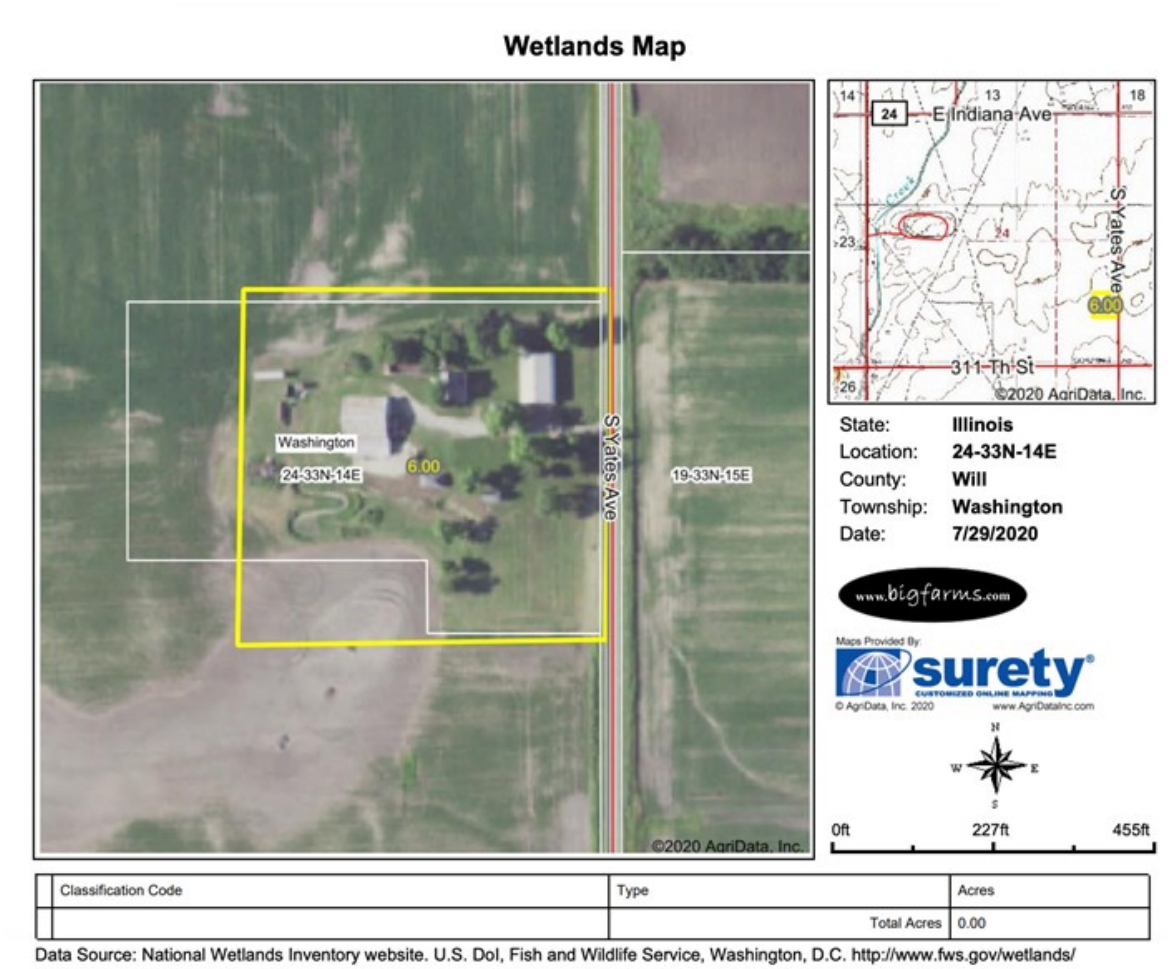 Wetlands Map
Washington
24-33N-14E
6.00
S Yates Ave
19-33N-15E
©2020 AgriData, Inc.
14
13
18
24
E Indiana Ave
Creek
23
24
S Yates Ave
6.00
311 Th St
26
©2020 AgriData, Inc.
State: Illinois
Location: 24-33N-14E
County: Will
Township: Washington
Date: 7/29/2020
www.bigfarms.com
Maps Provided By:
surety®
CUSTOMIZED ONLINE MAPPING
© AgriData, Inc. 2020 www.AgriDataInc.com
N
W E
S
0ft 227ft 455ft
Classification Code Type Acres
Total Acres 0.00
Data Source: National Wetlands Inventory website. U.S. DoI, Fish and Wildlife Service, Washington, D.C. http://www.fws.gov/wetlands/